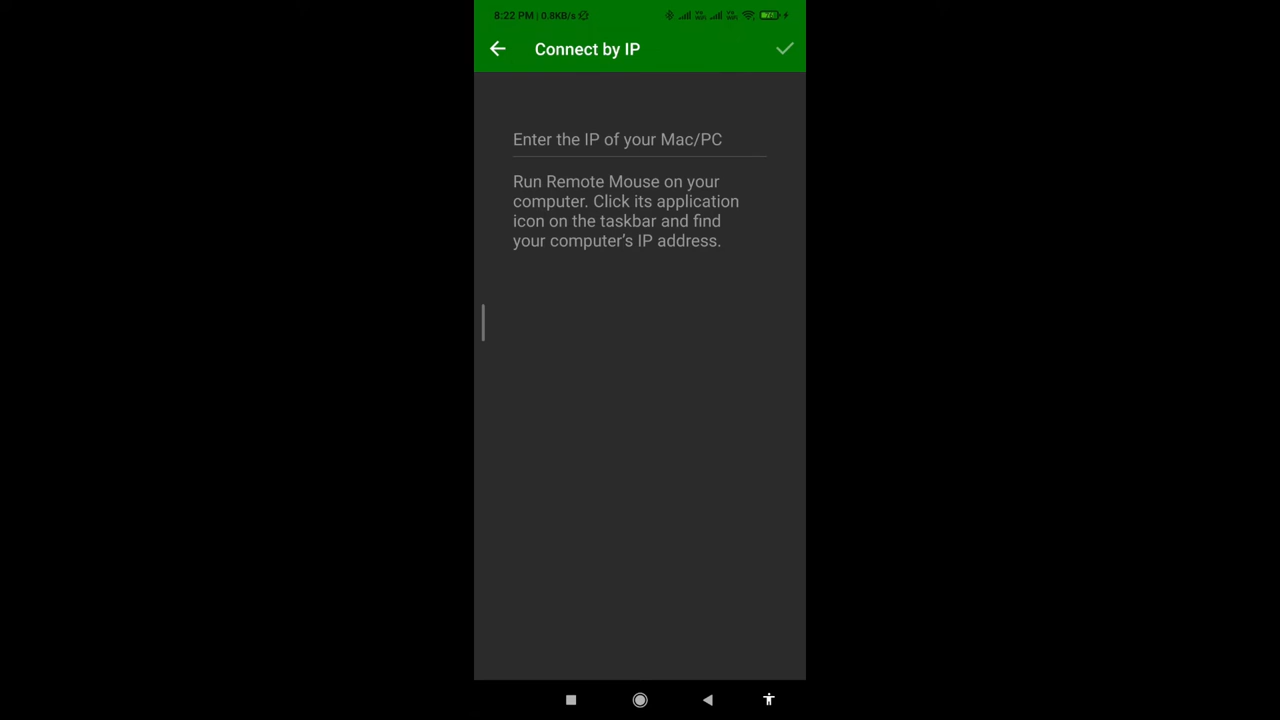 8:22 PM | 0.8KB/s
Connect by IP
Enter the IP of your Mac/PC
Run Remote Mouse on your
computer. Click its application
icon on the taskbar and find
your computer's IP address.